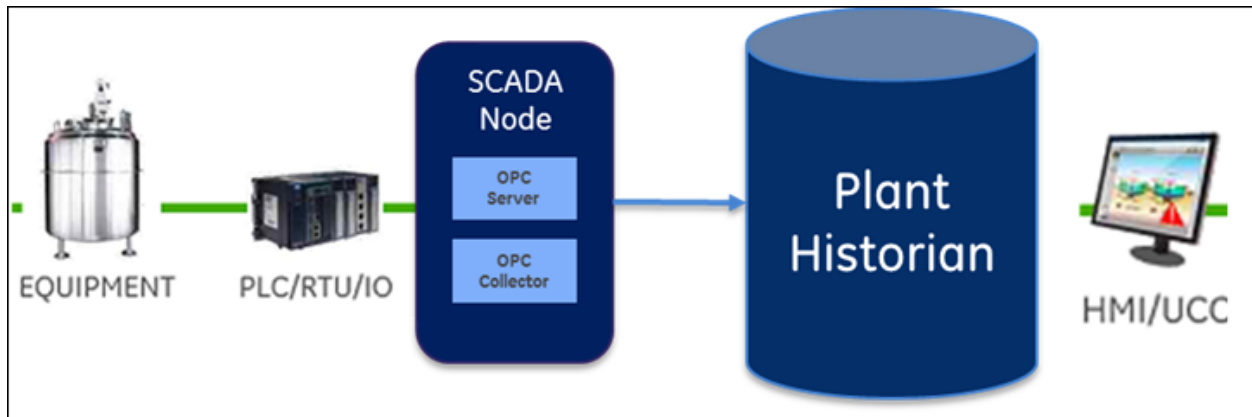 SCADA
Node
OPC
Server
OPC
Collector
Plant
Historian
EQUIPMENT
PLC/RTU/IO
HMI/UCC